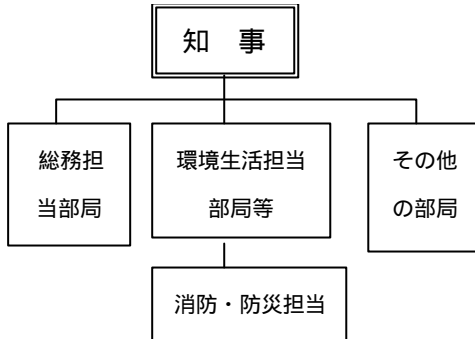 知　事
総務担
当部局
環境生活担当
部局等
その他
の部局
消防・防災担当